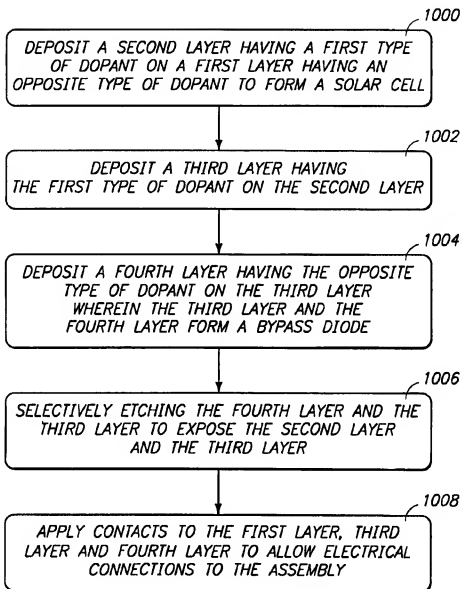 1000
DEPOSIT A SECOND LAYER HAVING A FIRST TYPE
OF DOPANT ON A FIRST LAYER HAVING AN
OPPOSITE TYPE OF DOPANT TO FORM A SOLAR CELL
1002
DEPOSIT A THIRD LAYER HAVING
THE FIRST TYPE OF DOPANT ON THE SECOND LAYER
1004
DEPOSIT A FOURTH LAYER HAVING THE OPPOSITE
TYPE OF DOPANT ON THE THIRD LAYER
WHEREIN THE THIRD LAYER AND THE
FOURTH LAYER FORM A BYPASS DIODE
1006
SELECTIVELY ETCHING THE FOURTH LAYER AND THE
THIRD LAYER TO EXPOSE THE SECOND LAYER
AND THE THIRD LAYER
1008
APPLY CONTACTS TO THE FIRST LAYER, THIRD
LAYER AND FOURTH LAYER TO ALLOW ELECTRICAL
CONNECTIONS TO THE ASSEMBLY